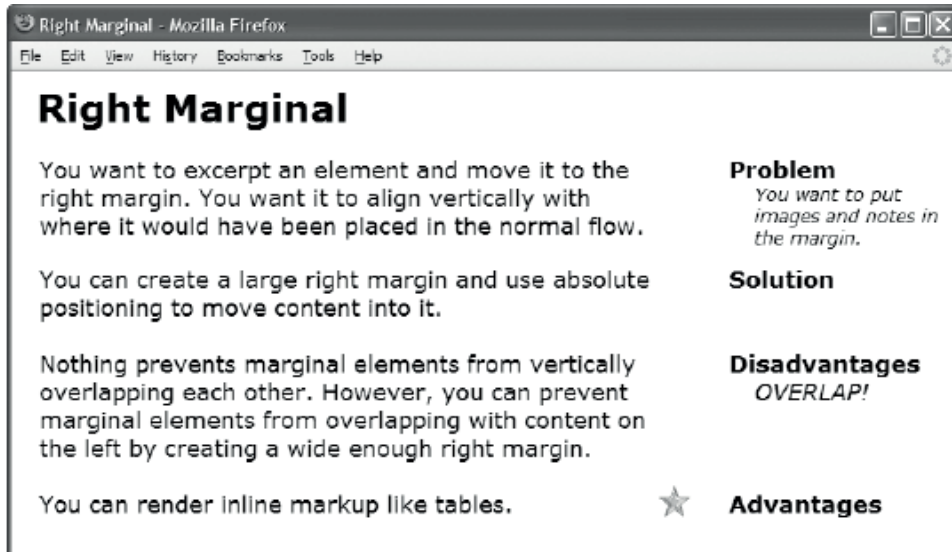 Right Marginal - Mozilla Firefox
File Edit View History Bookmarks Tools Help
Right Marginal
You want to excerpt an element and move it to the
right margin. You want it to align vertically with
where it would have been placed in the normal flow.
Problem
You want to put
images and notes in
the margin.
You can create a large right margin and use absolute
positioning to move content into it.
Solution
Nothing prevents marginal elements from vertically
overlapping each other. However, you can prevent
marginal elements from overlapping with content on
the left by creating a wide enough right margin.
Disadvantages
OVERLAP!
You can render inline markup like tables.
Advantages